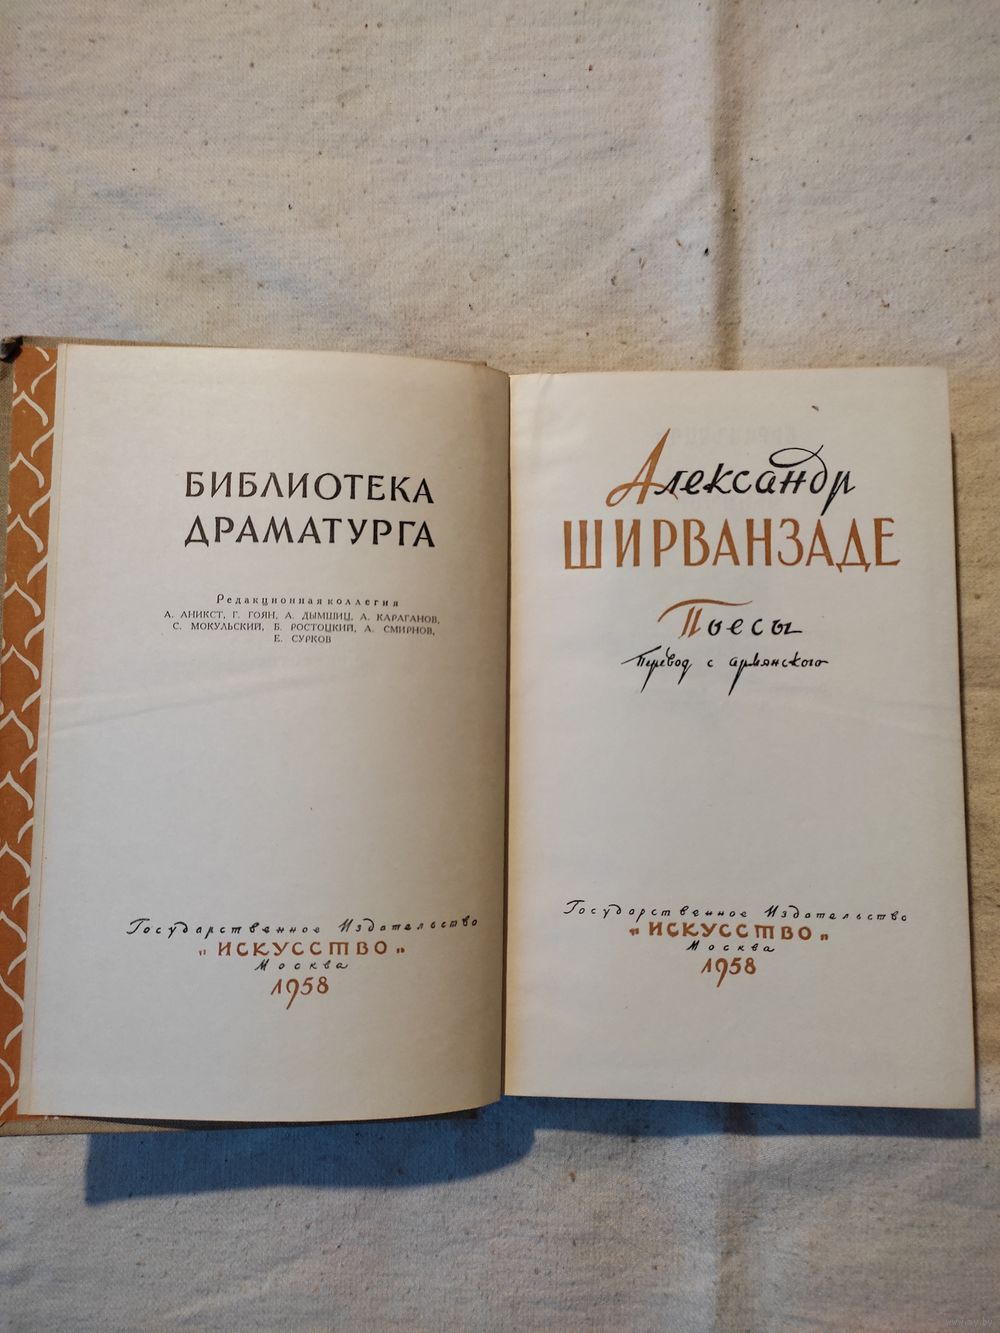 БИБЛИОТЕКА
ДРАМАТУРГА
Редакционная коллегия
А. АНИКСТ, Г. ГОЯН, А. ДЫМШИЦ, А. КАРАГАНОВ,
С. МОКУЛЬСКИЙ, Б. РОСТОЦКИЙ, А. СМИРНОВ,
Е. СУРКОВ
Государственное Издательство
„ИСКУССТВО"
Москва
1958
Александр
ШИРВАНЗАДЕ
Пьесы
Перевод с армянского
Государственное Издательство
„ИСКУССТВО"
Москва
1958